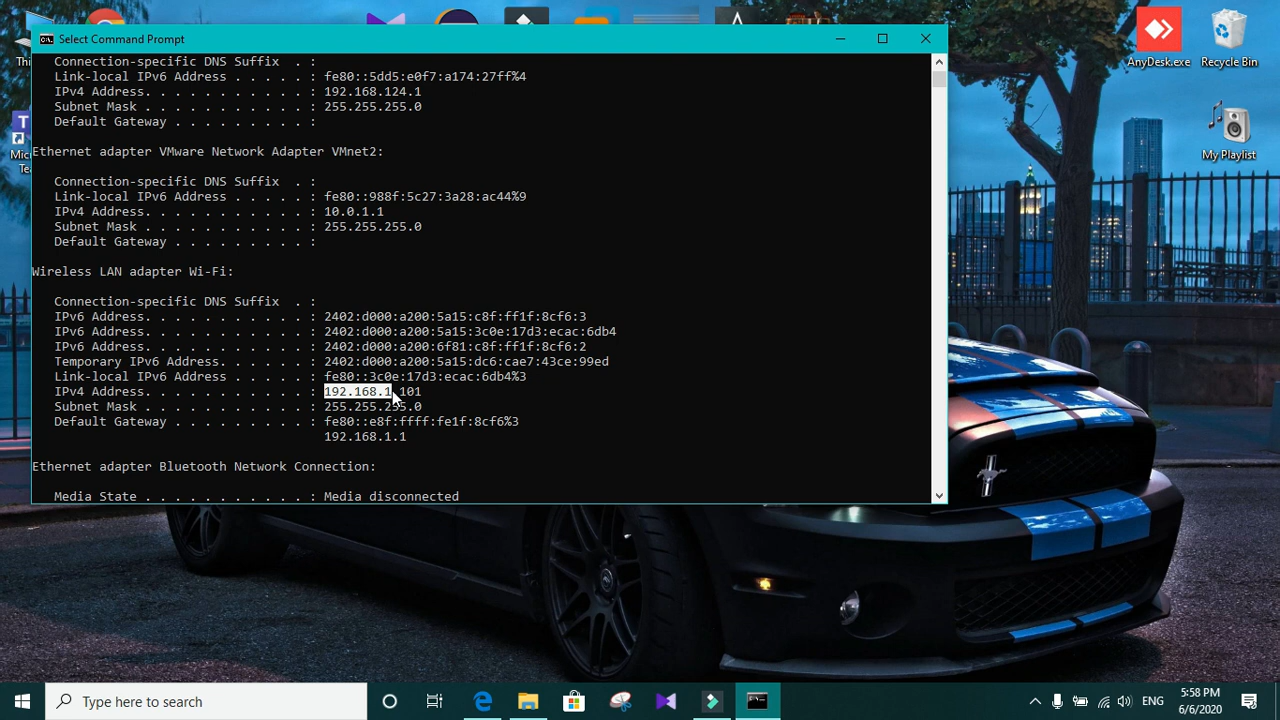 Select Command Prompt
Connection-specific DNS Suffix . :
Link-local IPv6 Address . . . . . : fe80::5dd5:e0f7:a174:27ff%4
IPv4 Address. . . . . . . . . . . : 192.168.124.1
Subnet Mask . . . . . . . . . . . : 255.255.255.0
Default Gateway . . . . . . . . . :
Ethernet adapter VMware Network Adapter VMnet2:
Connection-specific DNS Suffix . :
Link-local IPv6 Address . . . . . : fe80::988f:5c27:3a28:ac44%9
IPv4 Address. . . . . . . . . . . : 10.0.1.1
Subnet Mask . . . . . . . . . . . : 255.255.255.0
Default Gateway . . . . . . . . . :
Wireless LAN adapter Wi-Fi:
Connection-specific DNS Suffix . :
IPv6 Address. . . . . . . . . . . : 2402:d000:a200:5a15:c8f:ff1f:8cf6:3
IPv6 Address. . . . . . . . . . . : 2402:d000:a200:5a15:3c0e:17d3:ecac:6db4
IPv6 Address. . . . . . . . . . . : 2402:d000:a200:6f81:c8f:ff1f:8cf6:2
Temporary IPv6 Address. . . . . . : 2402:d000:a200:5a15:dc6:cae7:43ce:99ed
Link-local IPv6 Address . . . . . : fe80::3c0e:17d3:ecac:6db4%3
IPv4 Address. . . . . . . . . . . : 192.168.1.101
Subnet Mask . . . . . . . . . . . : 255.255.255.0
Default Gateway . . . . . . . . . : fe80::e8f:ffff:fe1f:8cf6%3
192.168.1.1
Ethernet adapter Bluetooth Network Connection:
Media State . . . . . . . . . . . : Media disconnected
AnyDesk.exe
Recycle Bin
My Playlist
Type here to search
ENG
5:58 PM
6/6/2020